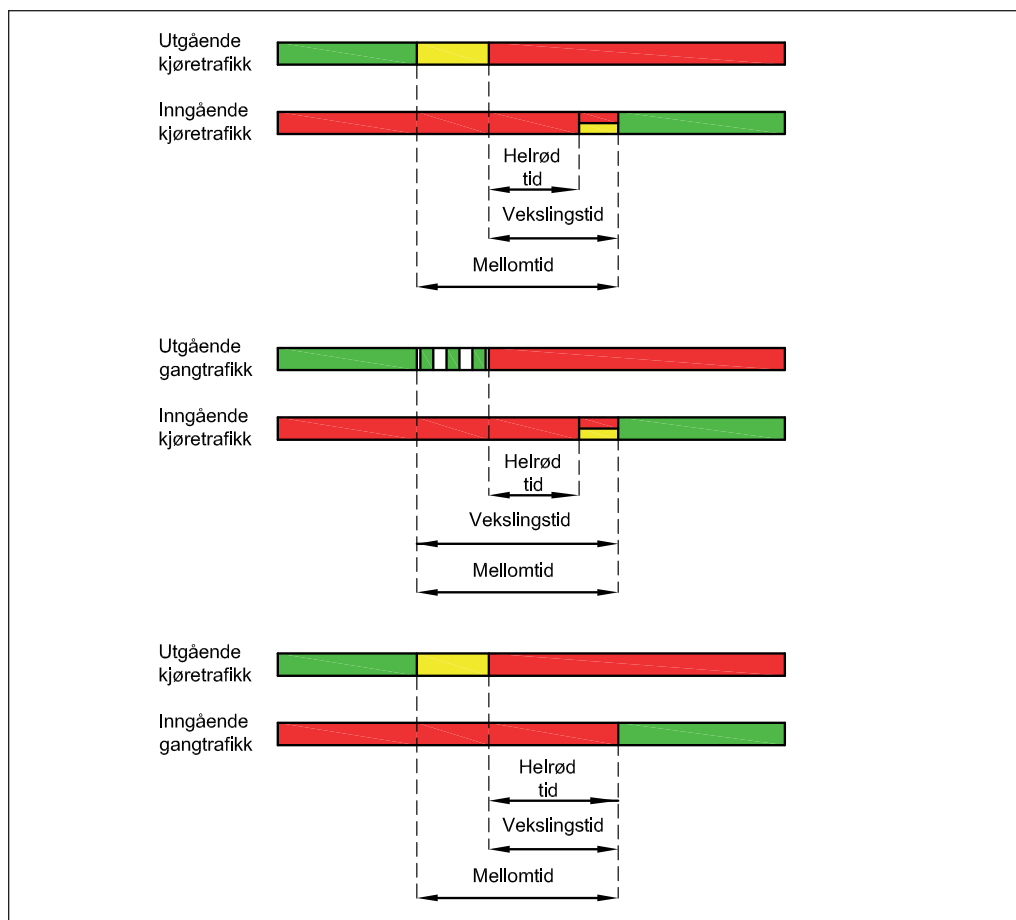 Utgående
kjøretrafikk
Inngående
kjøretrafikk
Helrød
tid
Vekslingstid
Mellomtid
Utgående
gangtrafikk
Inngående
kjøretrafikk
Helrød
tid
Vekslingstid
Mellomtid
Utgående
kjøretrafikk
Inngående
gangtrafikk
Helrød
tid
Vekslingstid
Mellomtid